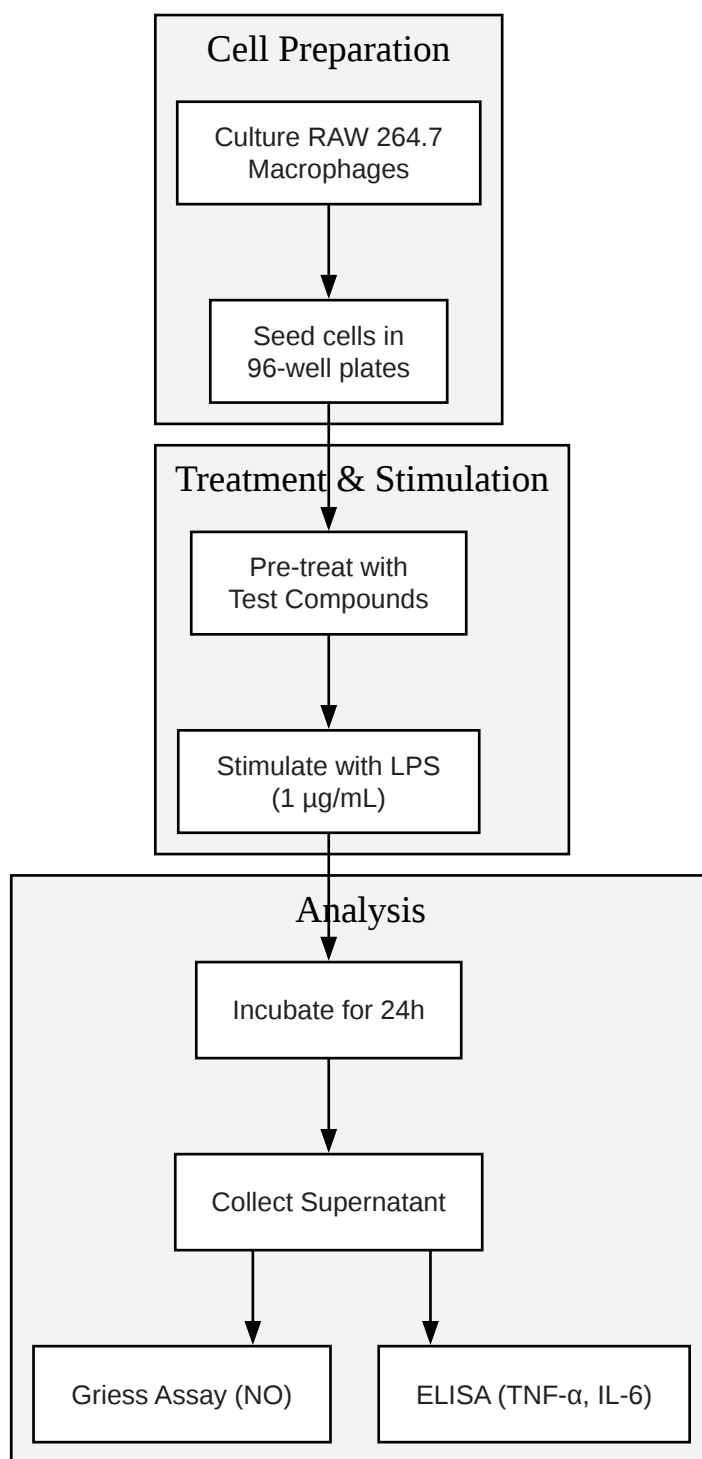 Cell Preparation
Culture RAW 264.7
Macrophages
Seed cells in
96-well plates
Treatment & Stimulation
Pre-treat with
Test Compounds
Stimulate with LPS
(1 µg/mL)
Analysis
Incubate for 24h
Collect Supernatant
Griess Assay (NO)
ELISA (TNF-α, IL-6)